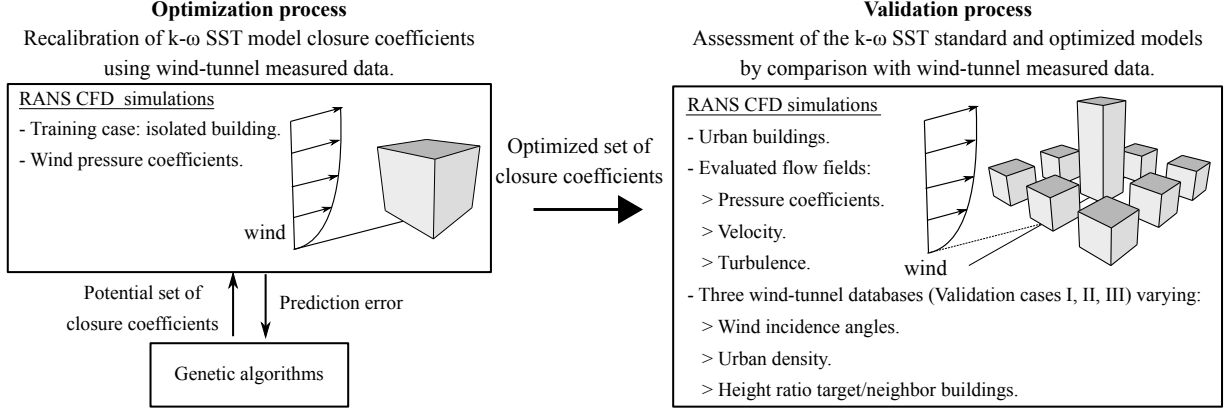 Optimization process
Recalibration of k-ω SST model closure coefficients
using wind-tunnel measured data.
RANS CFD simulations
- Training case: isolated building.
- Wind pressure coefficients.
wind
Potential set of
closure coefficients
Prediction error
Genetic algorithms
Optimized set of
closure coefficients
Validation process
Assessment of the k-ω SST standard and optimized models
by comparison with wind-tunnel measured data.
RANS CFD simulations
- Urban buildings.
- Evaluated flow fields:
> Pressure coefficients.
> Velocity.
> Turbulence.
wind
- Three wind-tunnel databases (Validation cases I, II, III) varying:
> Wind incidence angles.
> Urban density.
> Height ratio target/neighbor buildings.